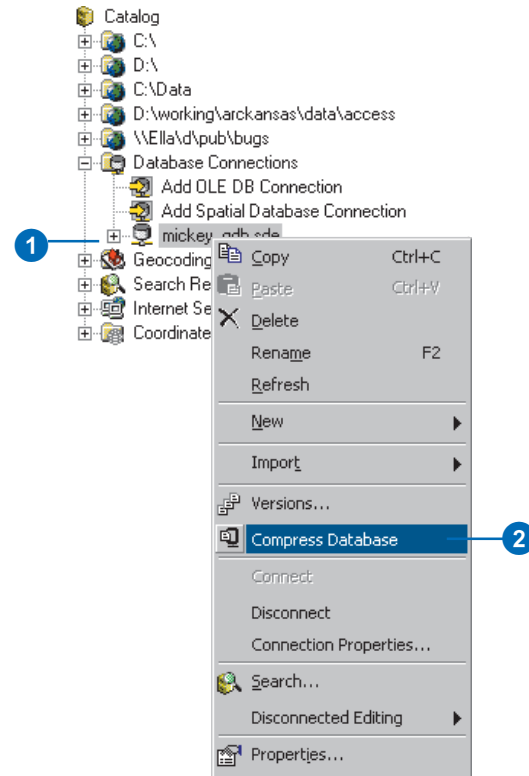 Catalog
C:\
D:\
C:\Data
D:\working\arckansas\data\access
\\Ella\d\pub\bugs
Database Connections
Add OLE DB Connection
Add Spatial Database Connection
1
mickey_gdb.sde
Geocoding
Search Re
Internet Se
Coordinate
Copy Ctrl+C
Paste Ctrl+V
Delete
Rename F2
Refresh
New
Import
Versions...
Compress Database
2
Connect
Disconnect
Connection Properties...
Search...
Disconnected Editing
Properties...